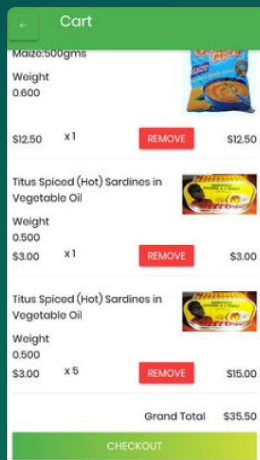 Cart
Maize:500gms
Weight
0.600
$12.50 x 1 REMOVE $12.50
Titus Spiced (Hot) Sardines in
Vegetable Oil
Weight
0.500
$3.00 x 1 REMOVE $3.00
Titus Spiced (Hot) Sardines in
Vegetable Oil
Weight
0.500
$3.00 x 5 REMOVE $15.00
Grand Total $35.50
CHECKOUT